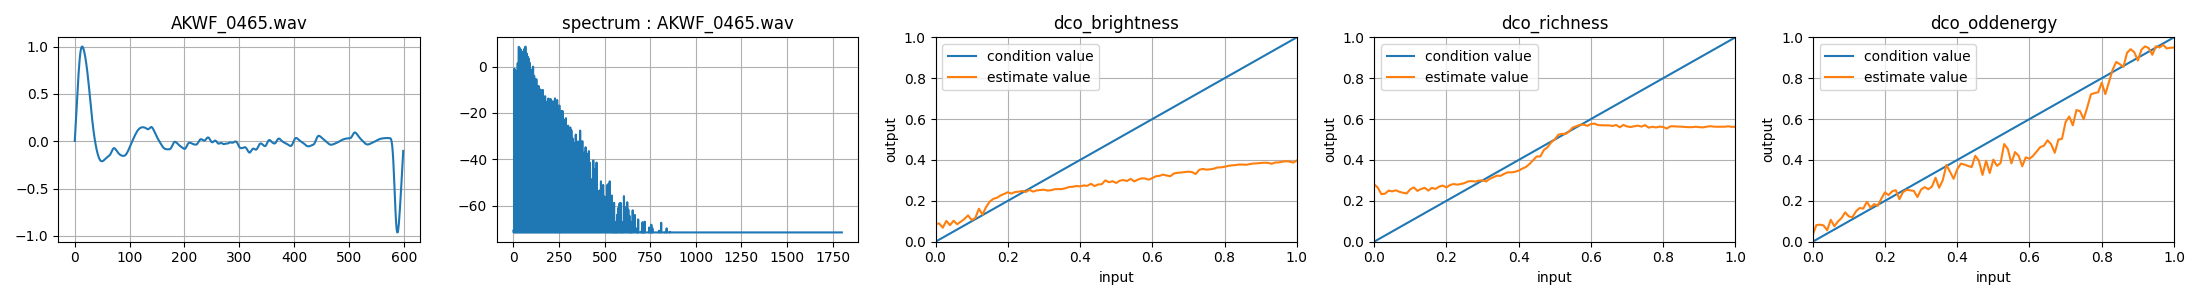 AKWF_0465.wav
1.0
0.5
0.0
−0.5
−1.0
0 100 200 300 400 500 600
spectrum : AKWF_0465.wav
0
−20
−40
−60
0 250 500 750 1000 1250 1500 1750
dco_brightness
condition value
estimate value
output
1.0
0.8
0.6
0.4
0.2
0.0
0.0 0.2 0.4 0.6 0.8 1.0
input
dco_richness
condition value
estimate value
output
1.0
0.8
0.6
0.4
0.2
0.0
0.0 0.2 0.4 0.6 0.8 1.0
input
dco_oddenergy
condition value
estimate value
output
1.0
0.8
0.6
0.4
0.2
0.0
0.0 0.2 0.4 0.6 0.8 1.0
input